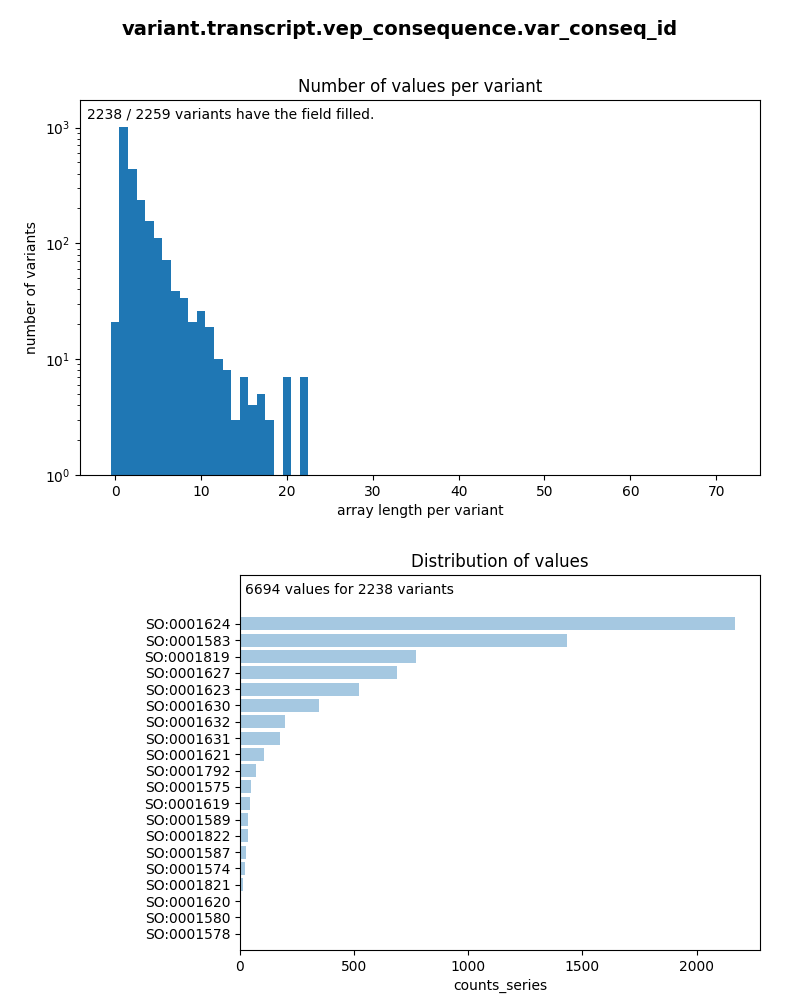 variant.transcript.vep_consequence.var_conseq_id
Number of values per variant
2238 / 2259 variants have the field filled.
number of variants
10³
10²
10¹
10⁰
0 10 20 30 40 50 60 70
array length per variant
Distribution of values
6694 values for 2238 variants
SO:0001624
SO:0001583
SO:0001819
SO:0001627
SO:0001623
SO:0001630
SO:0001632
SO:0001631
SO:0001621
SO:0001792
SO:0001575
SO:0001619
SO:0001589
SO:0001822
SO:0001587
SO:0001574
SO:0001821
SO:0001620
SO:0001580
SO:0001578
0 500 1000 1500 2000
counts_series